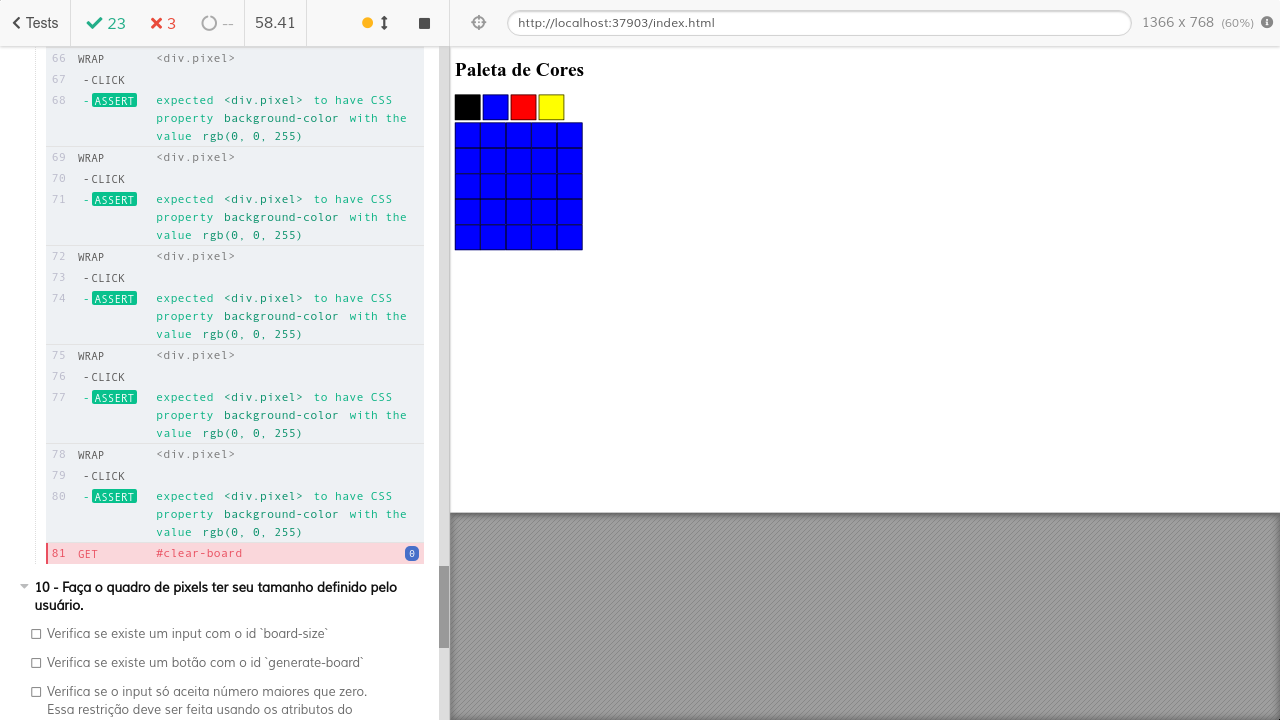 Tests
23
3
--
58.41
http://localhost:37903/index.html
1366 x 768 (60%)
66 WRAP <div.pixel>
67 -CLICK
68 -ASSERT expected <div.pixel> to have CSS
property background-color with the
value rgb(0, 0, 255)
69 WRAP <div.pixel>
70 -CLICK
71 -ASSERT expected <div.pixel> to have CSS
property background-color with the
value rgb(0, 0, 255)
72 WRAP <div.pixel>
73 -CLICK
74 -ASSERT expected <div.pixel> to have CSS
property background-color with the
value rgb(0, 0, 255)
75 WRAP <div.pixel>
76 -CLICK
77 -ASSERT expected <div.pixel> to have CSS
property background-color with the
value rgb(0, 0, 255)
78 WRAP <div.pixel>
79 -CLICK
80 -ASSERT expected <div.pixel> to have CSS
property background-color with the
value rgb(0, 0, 255)
81 GET #clear-board 0
10 - Faça o quadro de pixels ter seu tamanho definido pelo
usuário.
Verifica se existe um input com o id `board-size`
Verifica se existe um botão com o id `generate-board`
Verifica se o input só aceita número maiores que zero.
Essa restrição deve ser feita usando os atributos do
Paleta de Cores